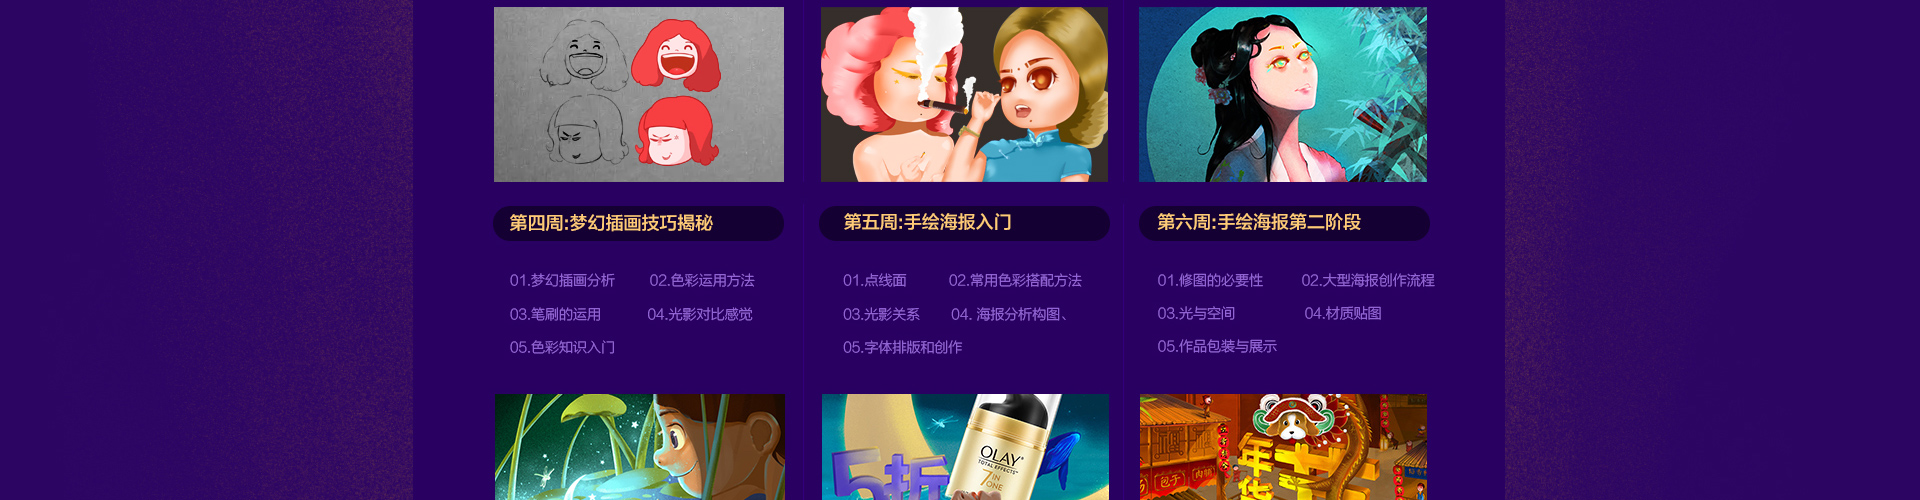 第四周:梦幻插画技巧揭秘
01.梦幻插画分析
02.色彩运用方法
03.笔刷的运用
04.光影对比感觉
05.色彩知识入门
第五周:手绘海报入门
01.点线面
02.常用色彩搭配方法
03.光影关系
04. 海报分析构图、
05.字体排版和创作
第六周:手绘海报第二阶段
01.修图的必要性
02.大型海报创作流程
03.光与空间
04.材质贴图
05.作品包装与展示
5折
OLAY
TOTAL EFFECTS
7 IN ONE
年货
包子